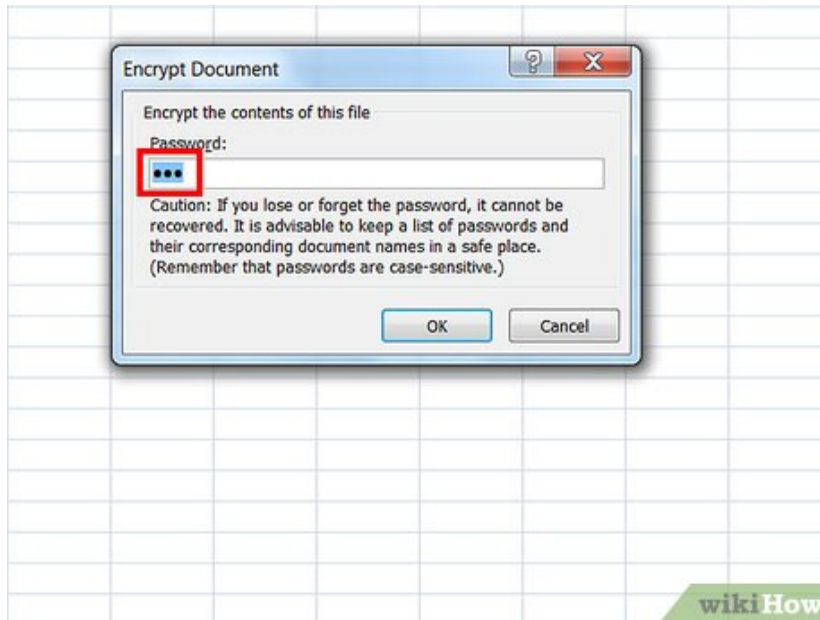 Encrypt Document
Encrypt the contents of this file
Password:
•••
Caution: If you lose or forget the password, it cannot be
recovered. It is advisable to keep a list of passwords and
their corresponding document names in a safe place.
(Remember that passwords are case-sensitive.)
OK Cancel
wikiHow